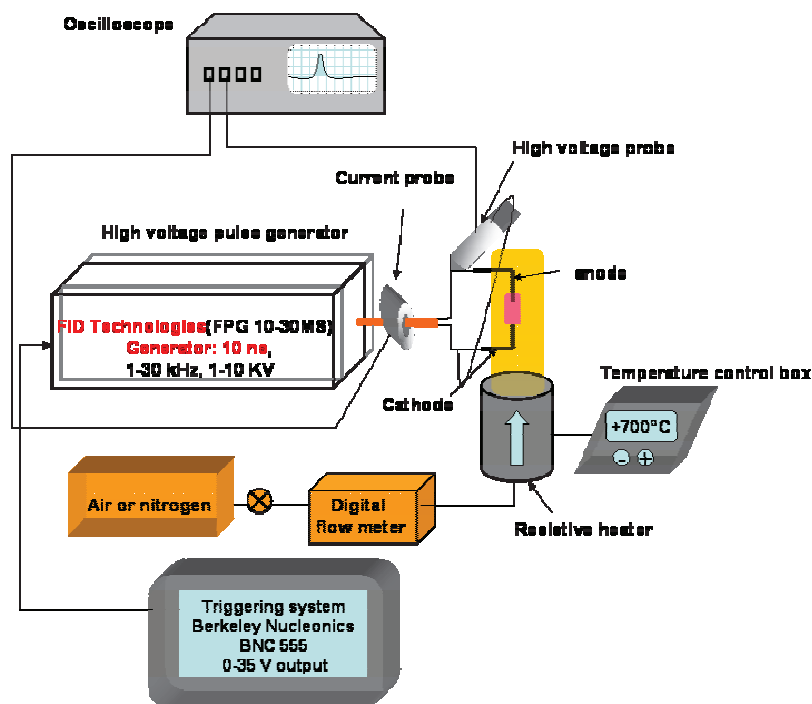 Oscilloscope
High voltage probe
Current probe
High voltage pulse generator
anode
FID Technologies(FPG 10-30MS)
Generator: 10 ns,
1-30 kHz, 1-10 KV
Cathode
Temperature control box
+700°C
- +
Air or nitrogen
Digital
flow meter
Resistive heater
Triggering system
Berkeley Nucleonics
BNC 555
0-35 V output